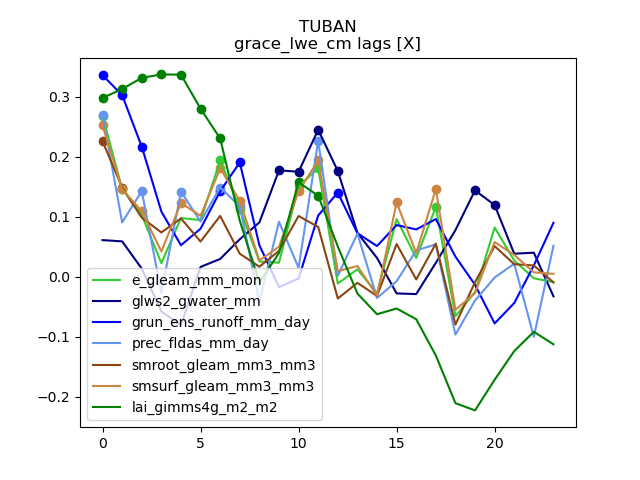 TUBAN
grace_lwe_cm lags [X]
0.3
0.2
0.1
0.0
−0.1
−0.2
e_gleam_mm_mon
glws2_gwater_mm
grun_ens_runoff_mm_day
prec_fldas_mm_day
smroot_gleam_mm3_mm3
smsurf_gleam_mm3_mm3
lai_gimms4g_m2_m2
0 5 10 15 20